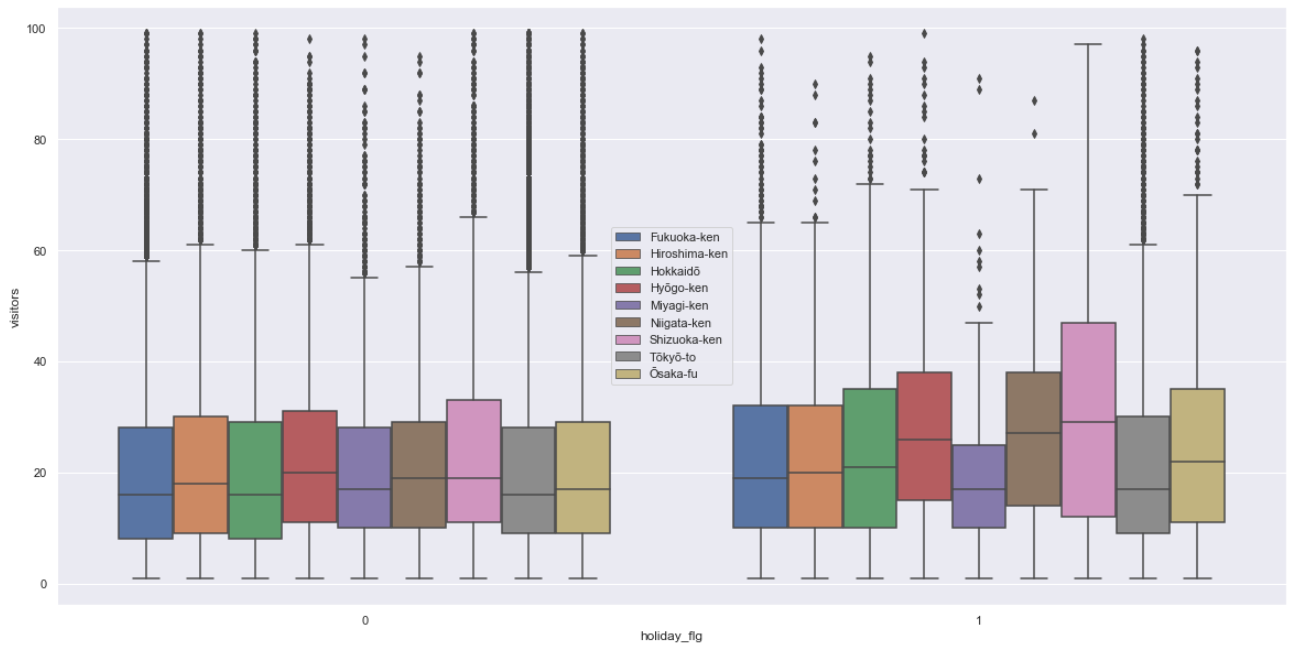 100
80
60
40
20
0
visitors
Fukuoka-ken
Hiroshima-ken
Hokkaidō
Hyōgo-ken
Miyagi-ken
Niigata-ken
Shizuoka-ken
Tōkyō-to
Ōsaka-fu
0
1
holiday_flg